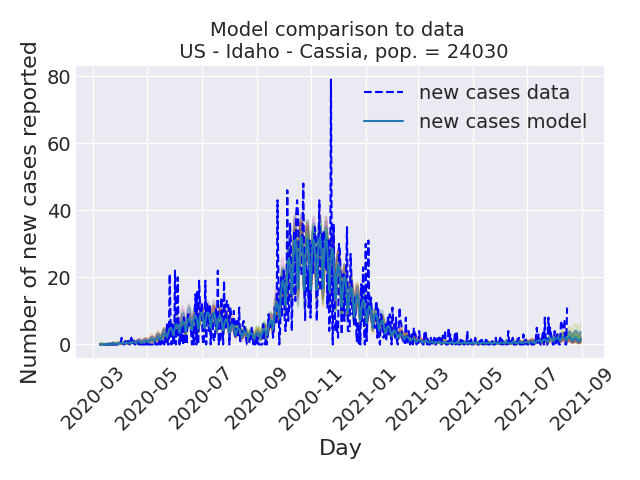 Model comparison to data
US - Idaho - Cassia, pop. = 24030
Number of new cases reported
80
60
40
20
0
new cases data
new cases model
2020-03
2020-05
2020-07
2020-09
2020-11
2021-01
2021-03
2021-05
2021-07
2021-09
Day